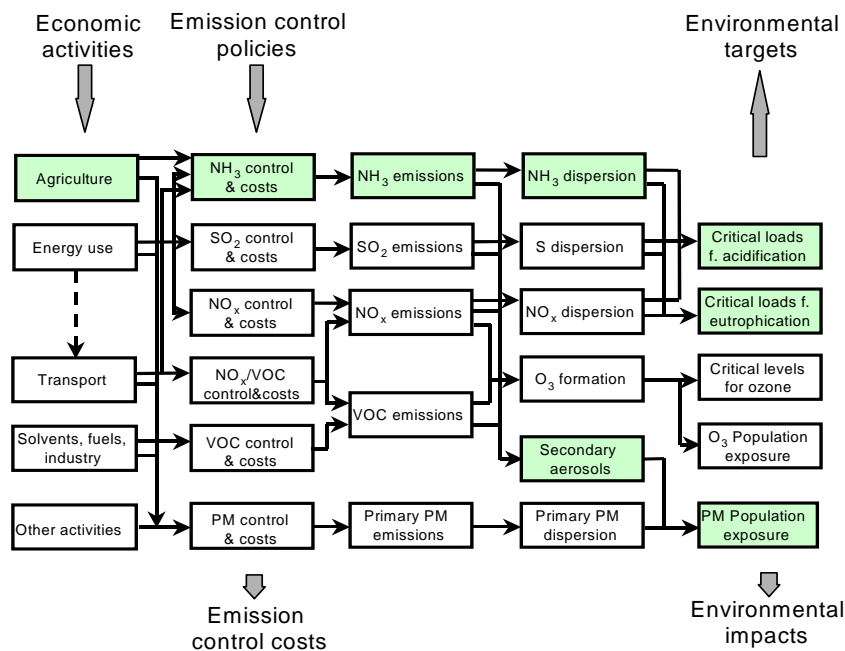 Economic
activities
Emission control
policies
Environmental
targets
Agriculture
NH₃ control
& costs
NH₃ emissions
NH₃ dispersion
Energy use
SO₂ control
& costs
SO₂ emissions
S dispersion
Critical loads
f. acidification
NOₓ control
& costs
NOₓ emissions
NOₓ dispersion
Critical loads f.
eutrophication
Transport
NOₓ/VOC
control&costs
VOC emissions
O₃ formation
Critical levels
for ozone
Solvents, fuels,
industry
VOC control
& costs
Secondary
aerosols
O₃ Population
exposure
Other activities
PM control
& costs
Primary PM
emissions
Primary PM
dispersion
PM Population
exposure
Emission
control costs
Environmental
impacts